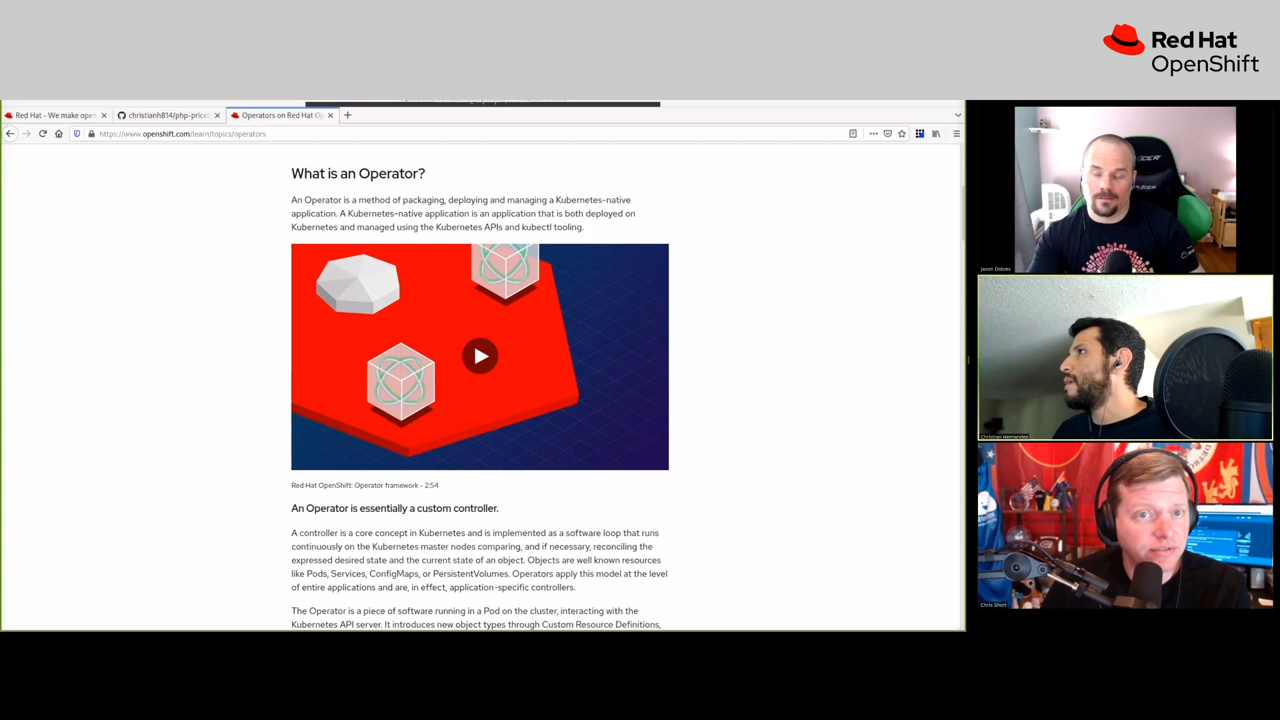 Red Hat
OpenShift
Red Hat - We make open
christianh814/php-price
Operators on Red Hat Op
https://www.openshift.com/learn/topics/operators
What is an Operator?
An Operator is a method of packaging, deploying and managing a Kubernetes-native
application. A Kubernetes-native application is an application that is both deployed on
Kubernetes and managed using the Kubernetes APIs and kubectl tooling.
Red Hat OpenShift: Operator framework - 2:54
An Operator is essentially a custom controller.
A controller is a core concept in Kubernetes and is implemented as a software loop that runs
continuously on the Kubernetes master nodes comparing, and if necessary, reconciling the
expressed desired state and the current state of an object. Objects are well known resources
like Pods, Services, ConfigMaps, or PersistentVolumes. Operators apply this model at the level
of entire applications and are, in effect, application-specific controllers.
The Operator is a piece of software running in a Pod on the cluster, interacting with the
Kubernetes API server. It introduces new object types through Custom Resource Definitions,
Jason Dobies
Christian Hernandez
DETRO
Chris Short